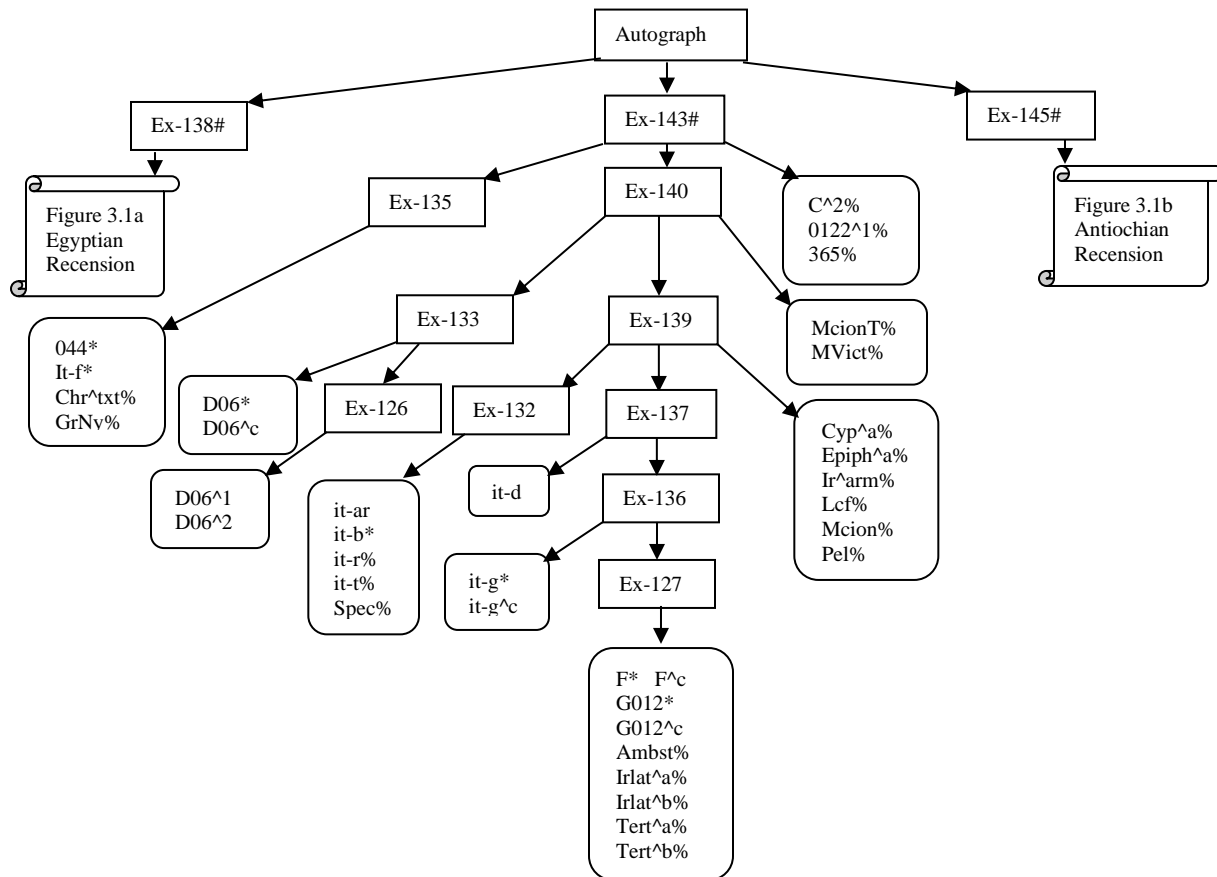 Autograph
Ex-138#
Ex-143#
Ex-145#
Figure 3.1a
Egyptian
Recension
Ex-135
Ex-140
C^2%
0122^1%
365%
Figure 3.1b
Antiochian
Recension
044*
It-f*
Chr^txt%
GrNy%
Ex-133
Ex-139
McionT%
MVict%
D06*
D06^c
Ex-126
Ex-132
Ex-137
Cyp^a%
Epiph^a%
Ir^arm%
Lcf%
Mcion%
Pel%
D06^1
D06^2
it-ar
it-b*
it-r%
it-t%
Spec%
it-d
Ex-136
it-g*
it-g^c
Ex-127
F* F^c
G012*
G012^c
Ambst%
Irlat^a%
Irlat^b%
Tert^a%
Tert^b%